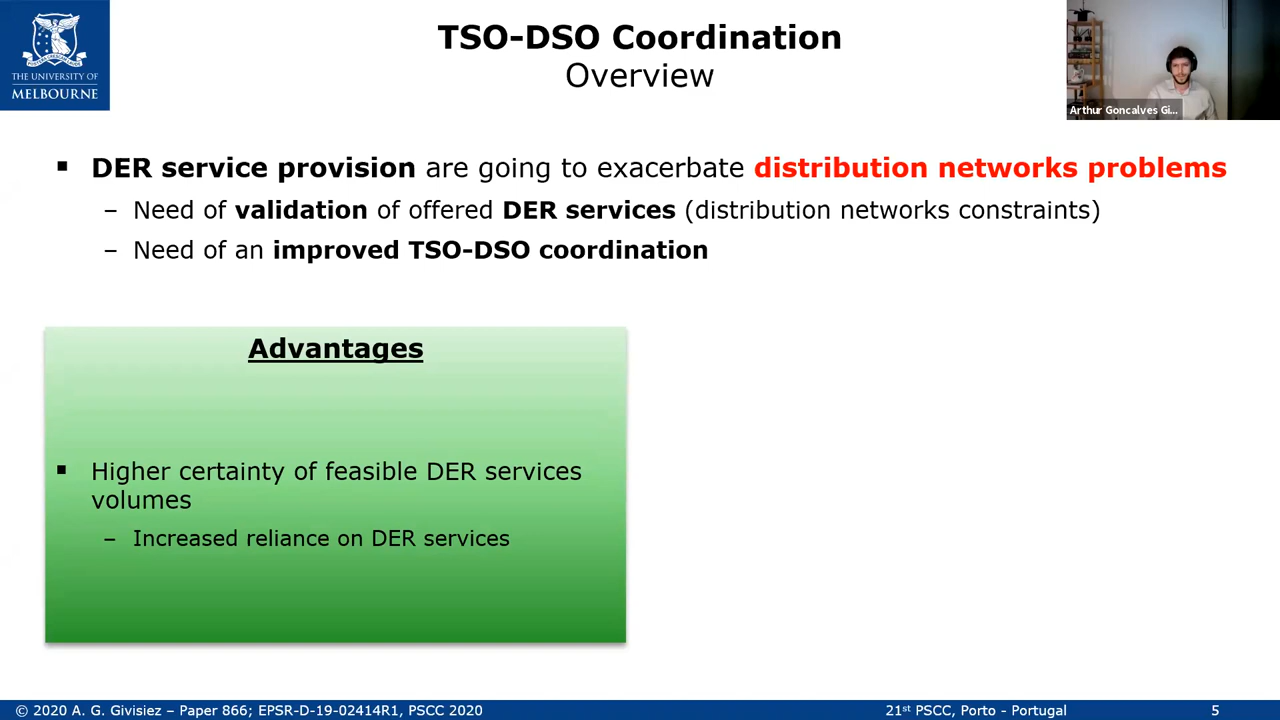 TSO-DSO Coordination
Overview
THE UNIVERSITY OF
MELBOURNE
Arthur Goncalves Gi...
▪ DER service provision are going to exacerbate distribution networks problems
– Need of validation of offered DER services (distribution networks constraints)
– Need of an improved TSO-DSO coordination
Advantages
▪ Higher certainty of feasible DER services
volumes
– Increased reliance on DER services
© 2020 A. G. Givisiez – Paper 866; EPSR-D-19-02414R1, PSCC 2020
21st PSCC, Porto - Portugal
5